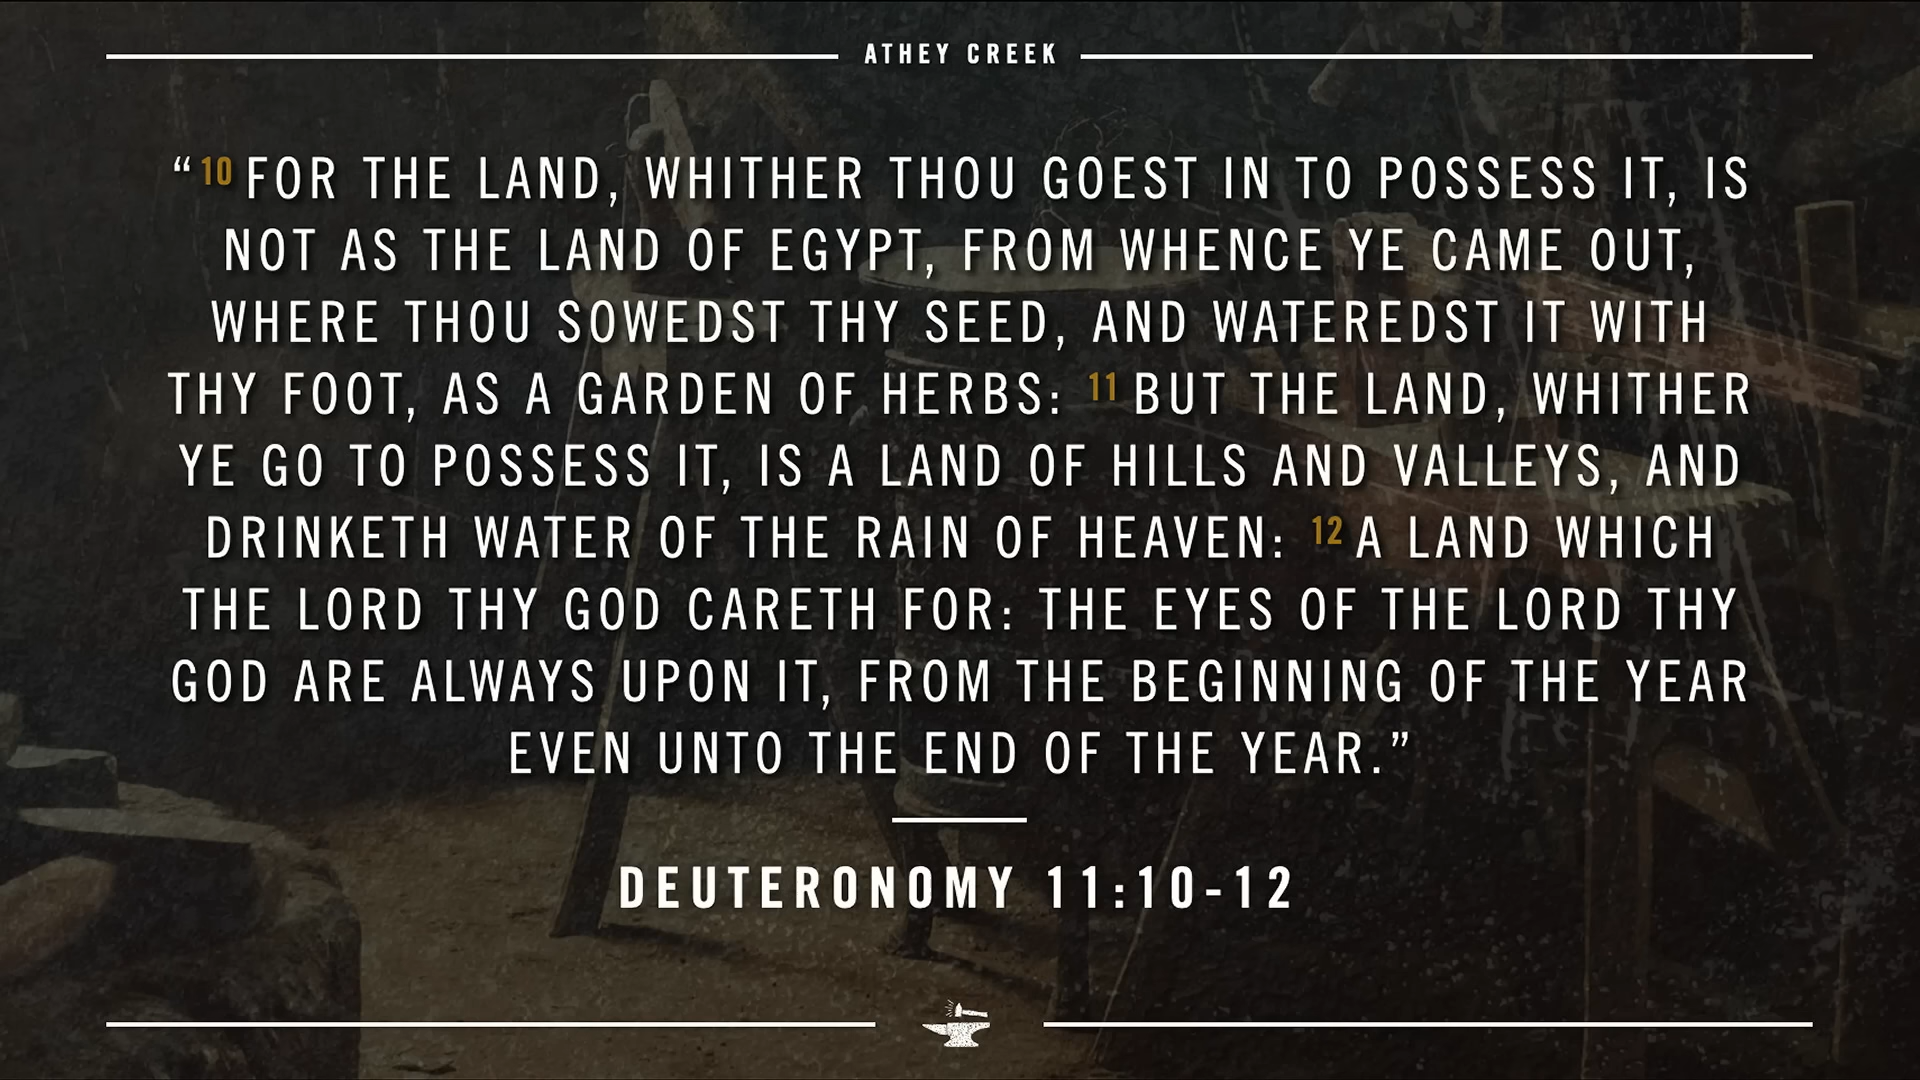 ATHEY CREEK
“10 FOR THE LAND, WHITHER THOU GOEST IN TO POSSESS IT, IS
NOT AS THE LAND OF EGYPT, FROM WHENCE YE CAME OUT,
WHERE THOU SOWEDST THY SEED, AND WATEREDST IT WITH
THY FOOT, AS A GARDEN OF HERBS: 11 BUT THE LAND, WHITHER
YE GO TO POSSESS IT, IS A LAND OF HILLS AND VALLEYS, AND
DRINKETH WATER OF THE RAIN OF HEAVEN: 12 A LAND WHICH
THE LORD THY GOD CARETH FOR: THE EYES OF THE LORD THY
GOD ARE ALWAYS UPON IT, FROM THE BEGINNING OF THE YEAR
EVEN UNTO THE END OF THE YEAR.”
DEUTERONOMY 11:10-12